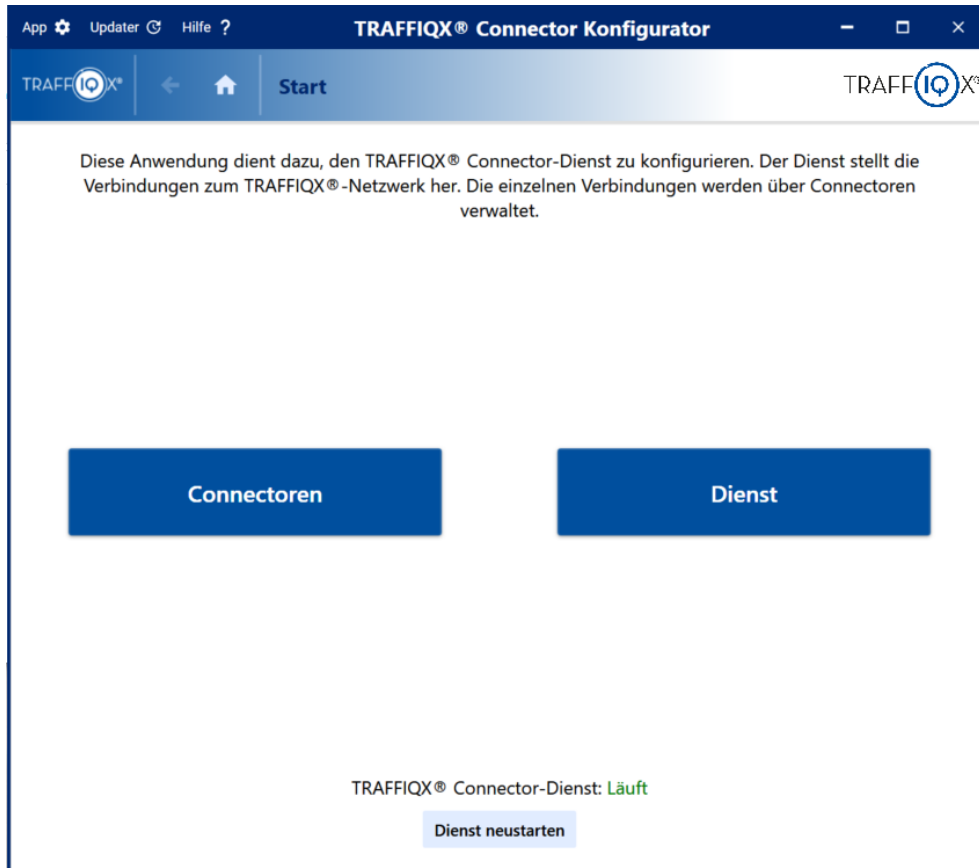 App Updater Hilfe ? TRAFFIQX® Connector Konfigurator
TRAFFIQX® Start TRAFFIQX®
Diese Anwendung dient dazu, den TRAFFIQX® Connector-Dienst zu konfigurieren. Der Dienst stellt die
Verbindungen zum TRAFFIQX®-Netzwerk her. Die einzelnen Verbindungen werden über Connectoren
verwaltet.
Connectoren Dienst
TRAFFIQX® Connector-Dienst: Läuft
Dienst neustarten